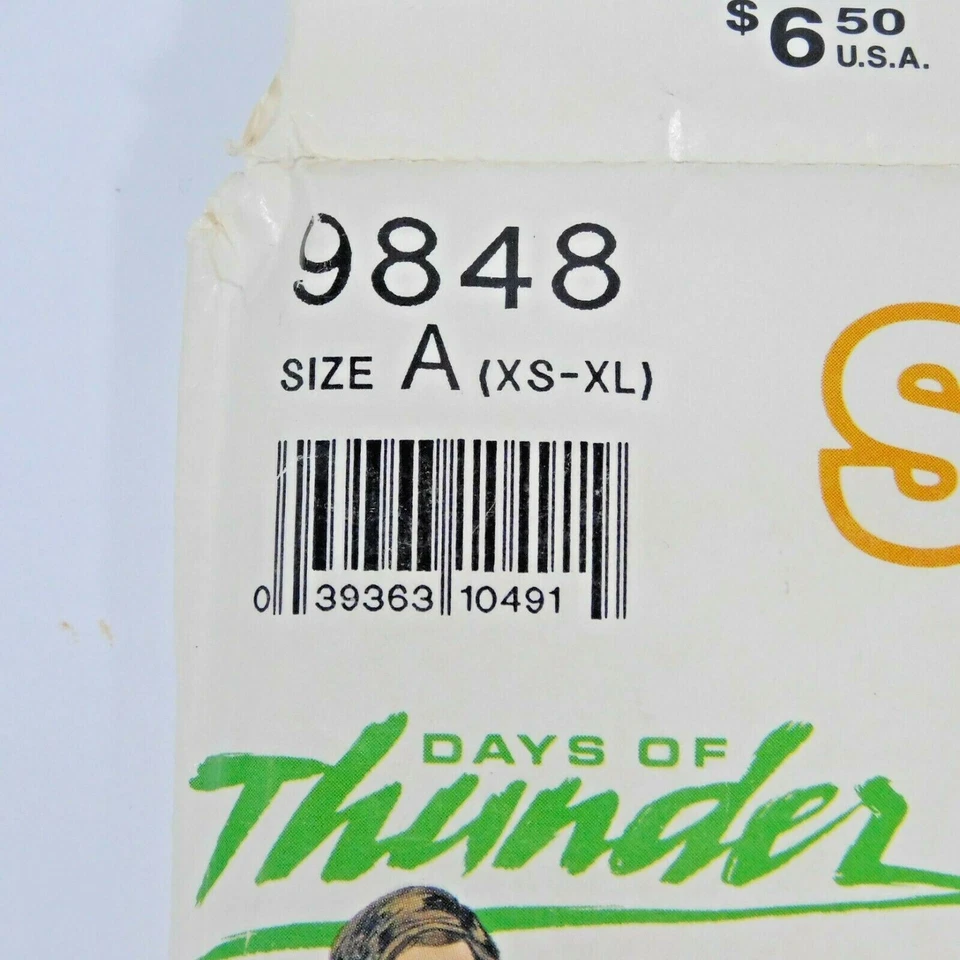 $6 50
U.S.A.
9848
SIZE A (XS-XL)
0 39363 10491
DAYS OF
Thunder
S